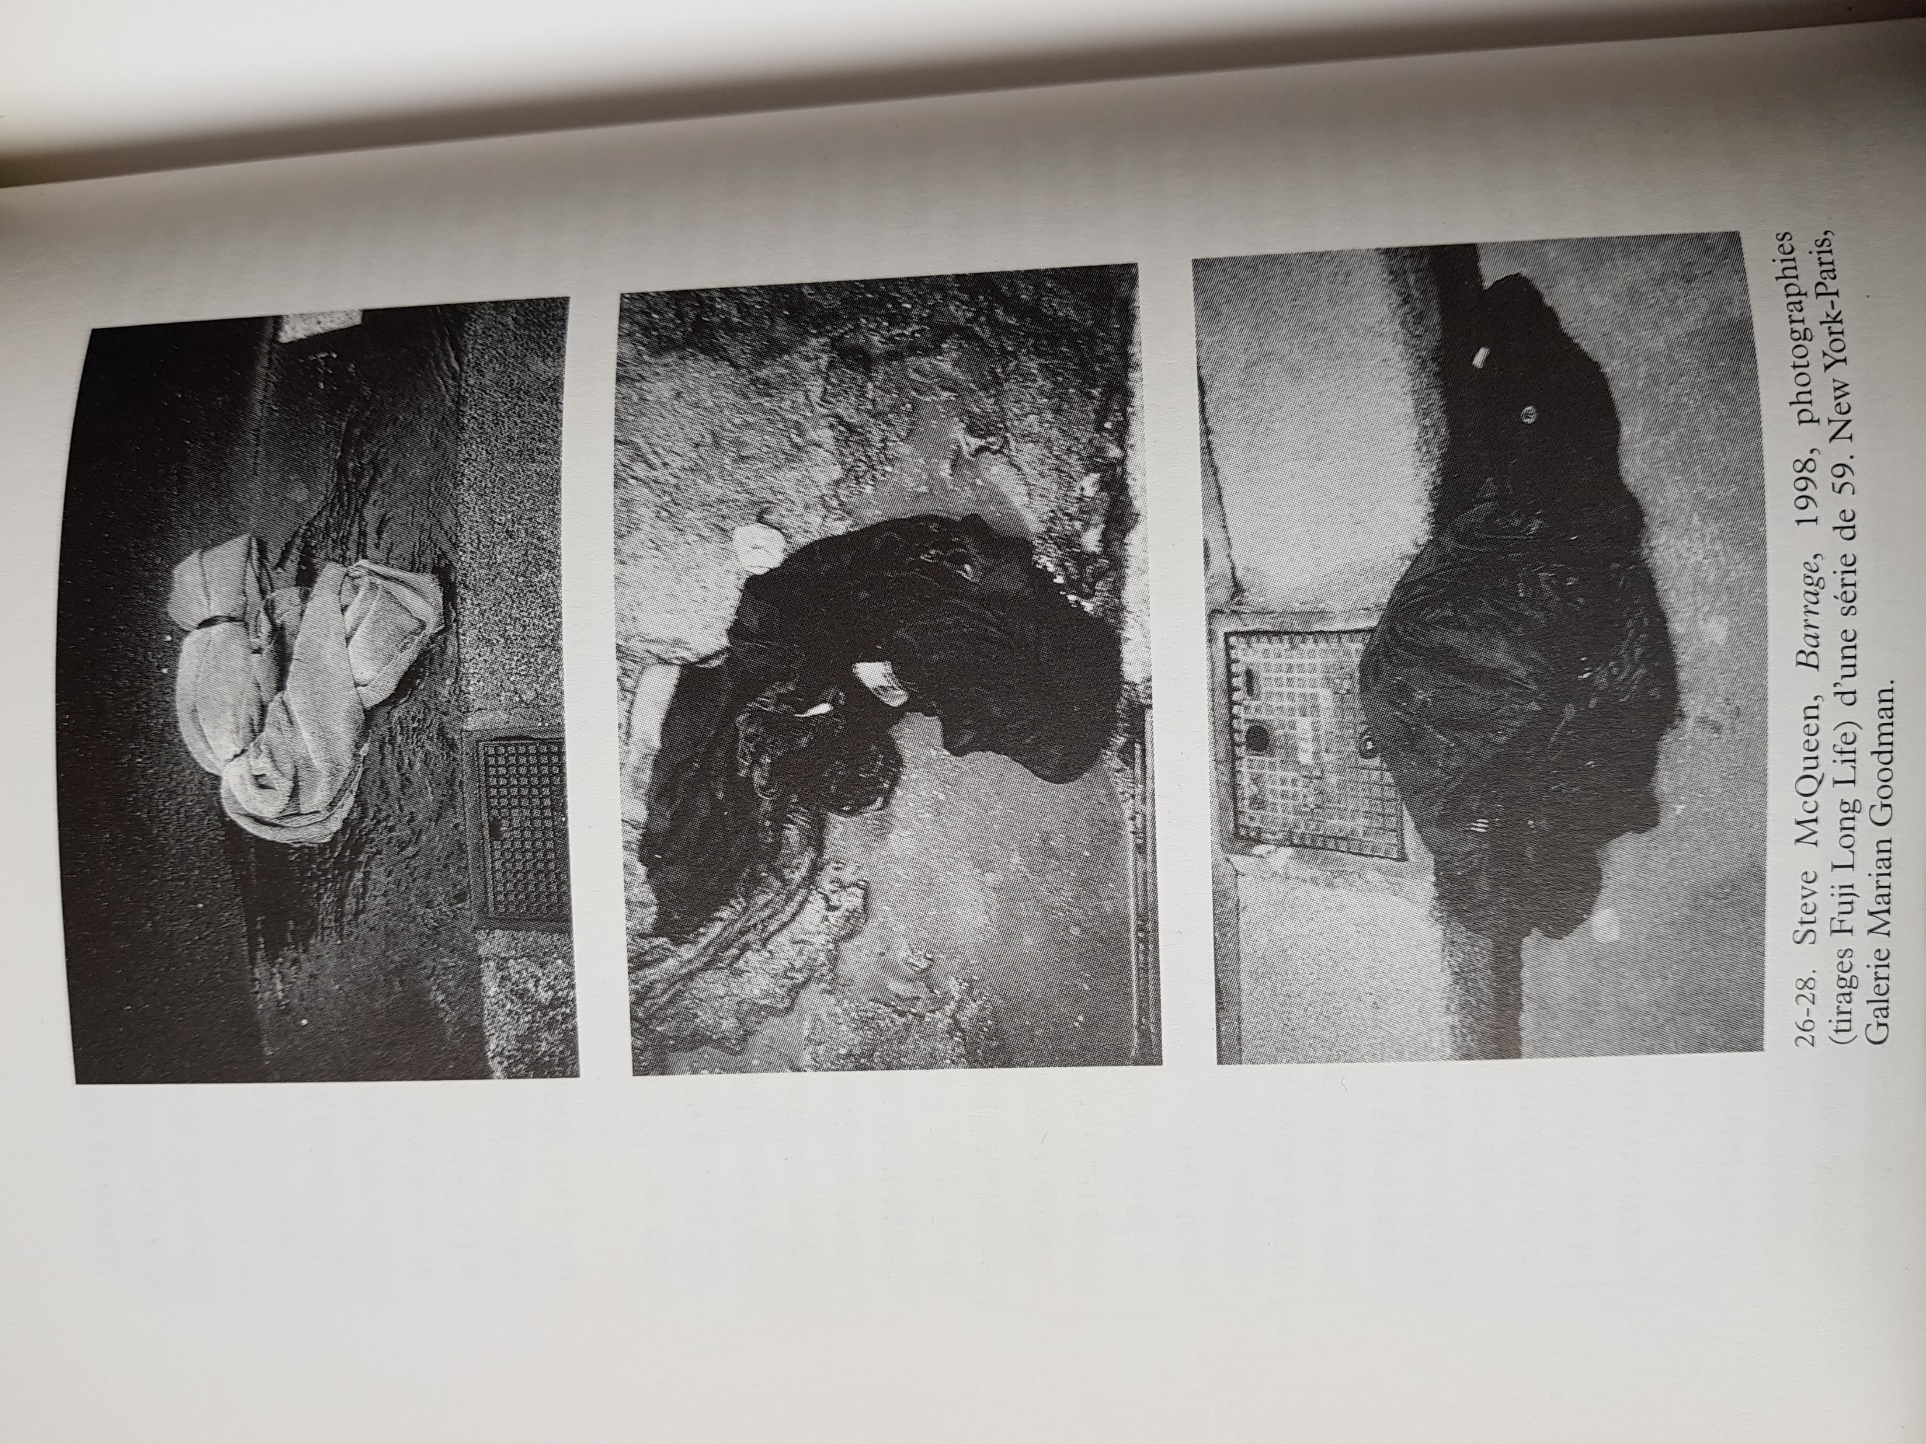 26-28. Steve McQueen, Barrage, 1998, photographies
(tirages Fuji Long Life) d'une série de 59. New York-Paris,
Galerie Marian Goodman.